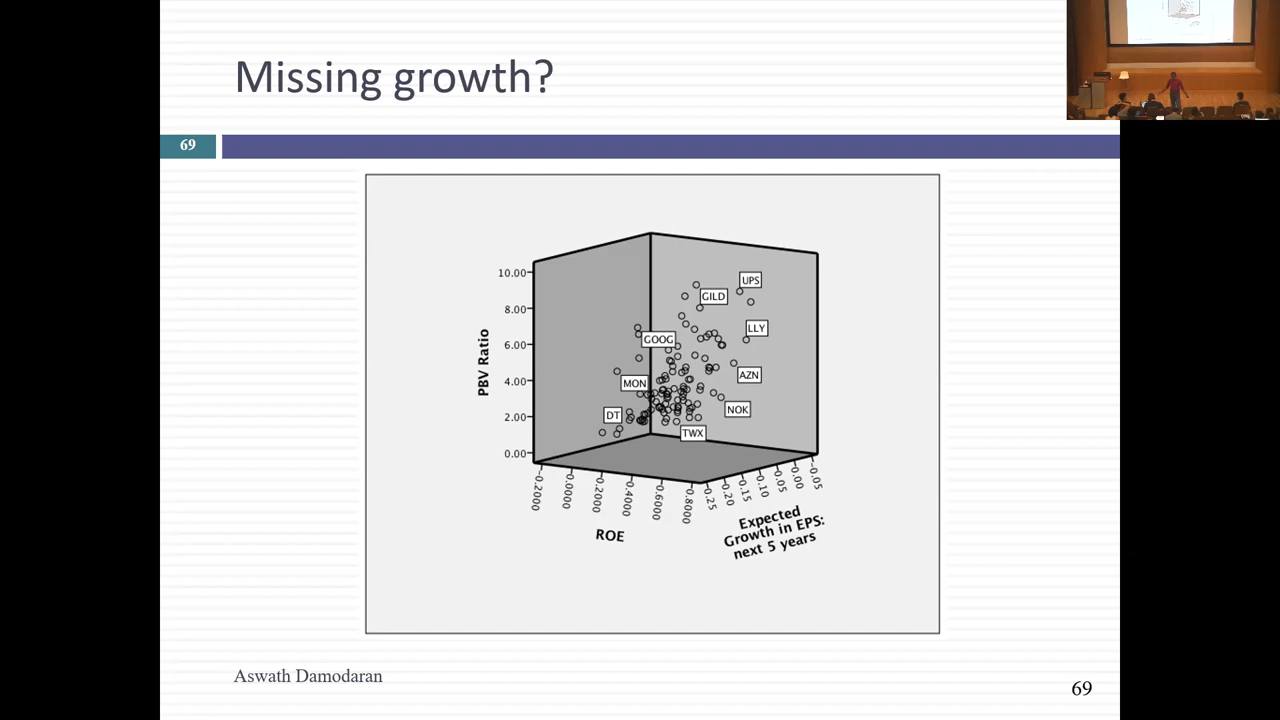 Missing growth?
69
10.00
8.00
6.00
4.00
2.00
0.00
PBV Ratio
UPS
GILD
LLY
GOOG
AZN
MON
NOK
DT
TWX
-0.2000
0.0000
0.2000
0.4000
0.6000
0.8000
ROE
0.25
0.20
0.15
0.10
0.05
0.00
-0.05
Expected
Growth in EPS:
next 5 years
Aswath Damodaran
69